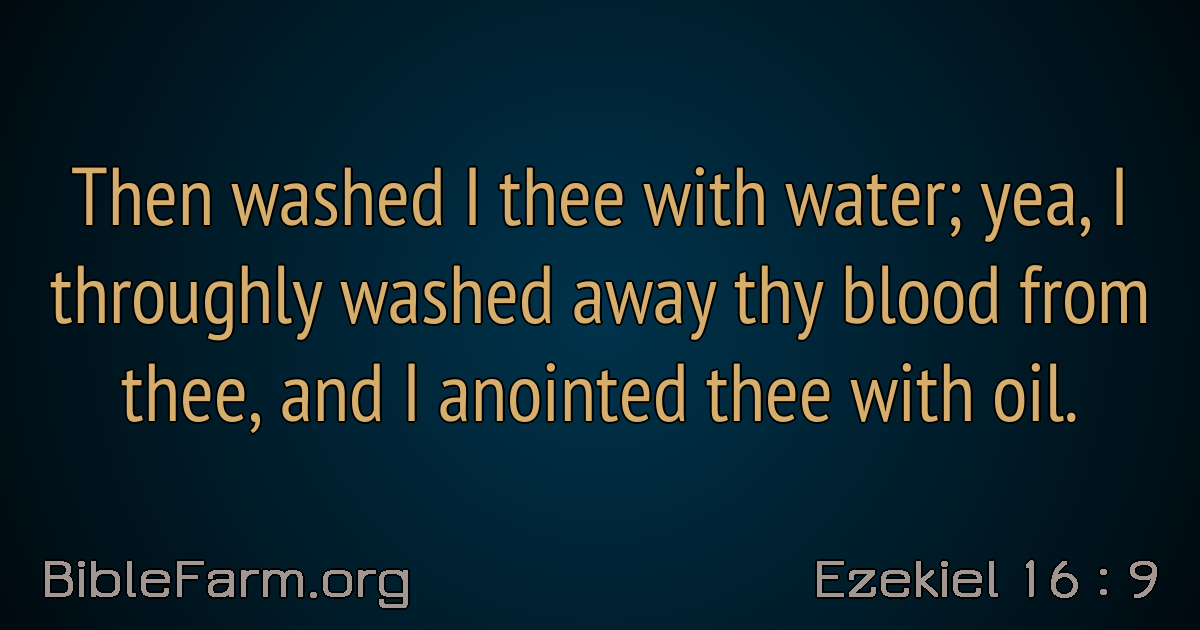 Then washed I thee with water; yea, I
throughly washed away thy blood from
thee, and I anointed thee with oil.
BibleFarm.org
Ezekiel 16 : 9